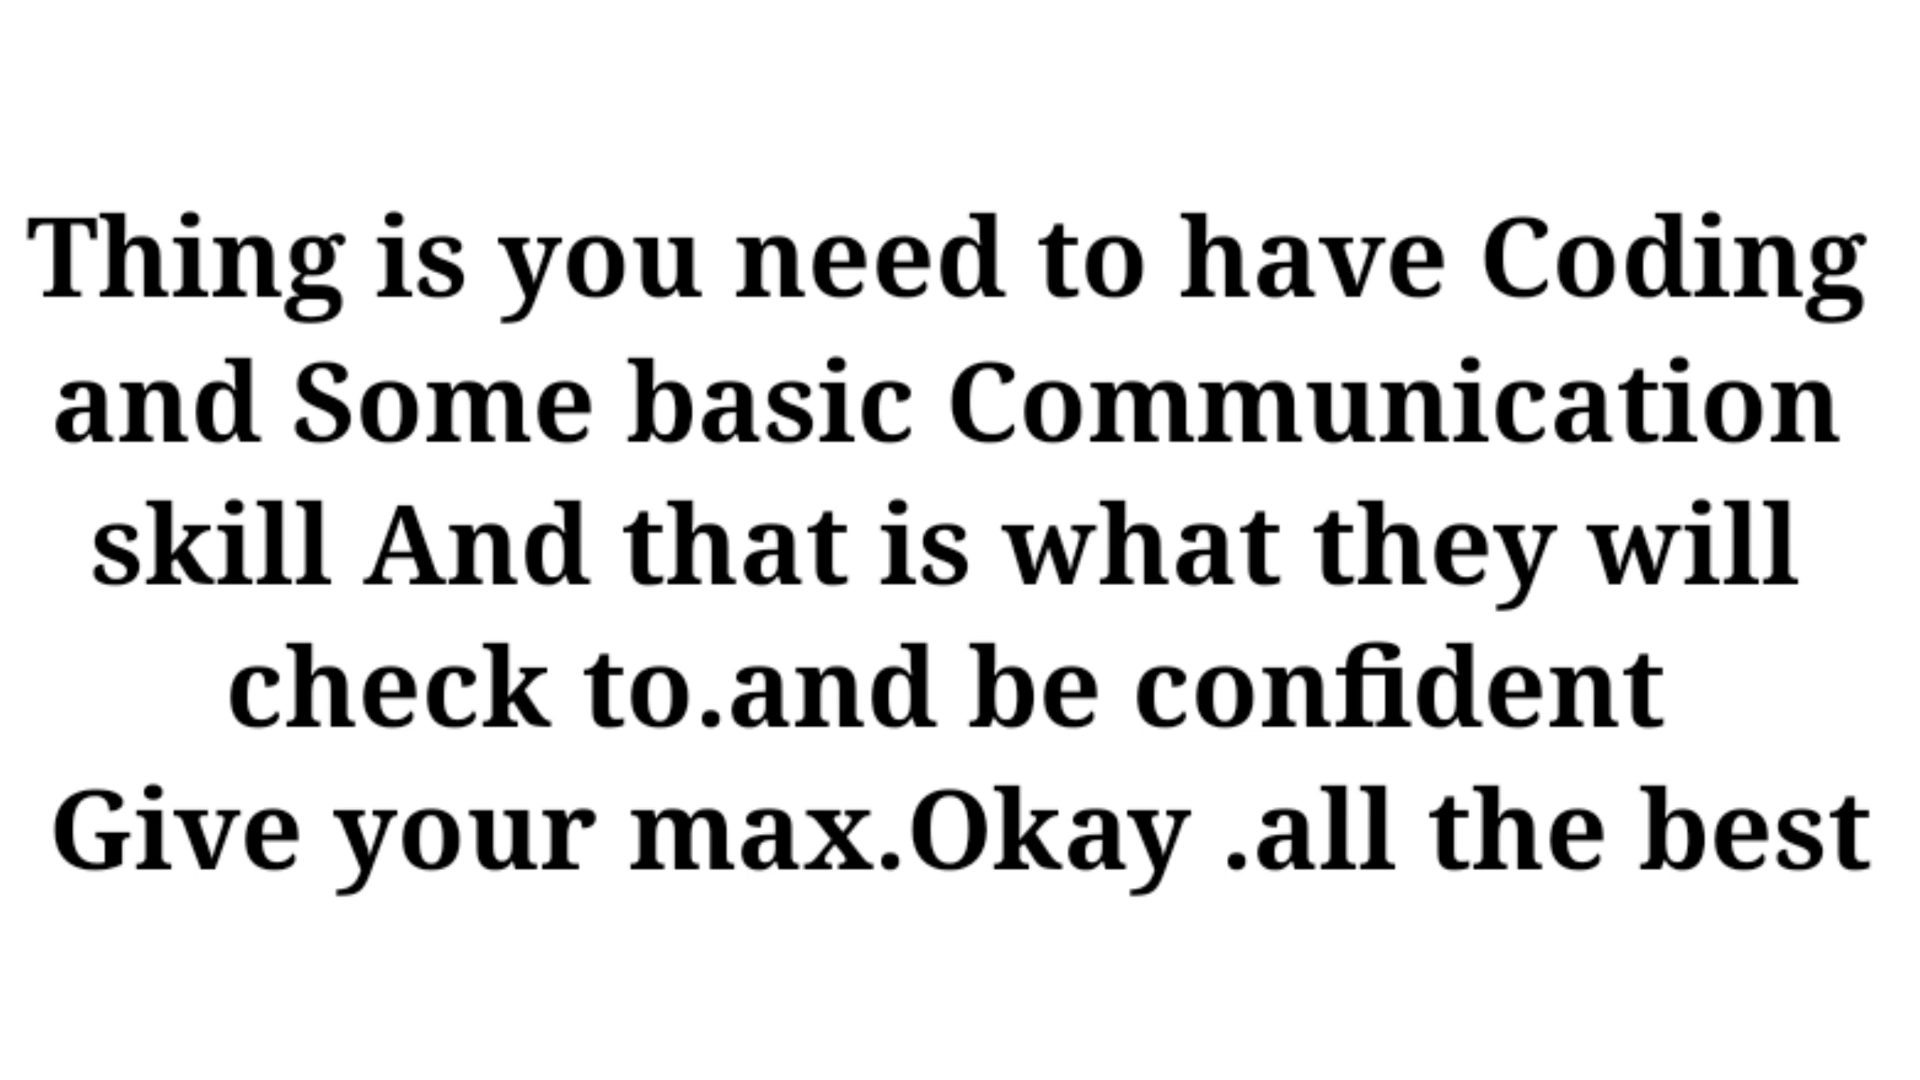 Thing is you need to have Coding
and Some basic Communication
skill And that is what they will
check to.and be confident
Give your max.Okay .all the best